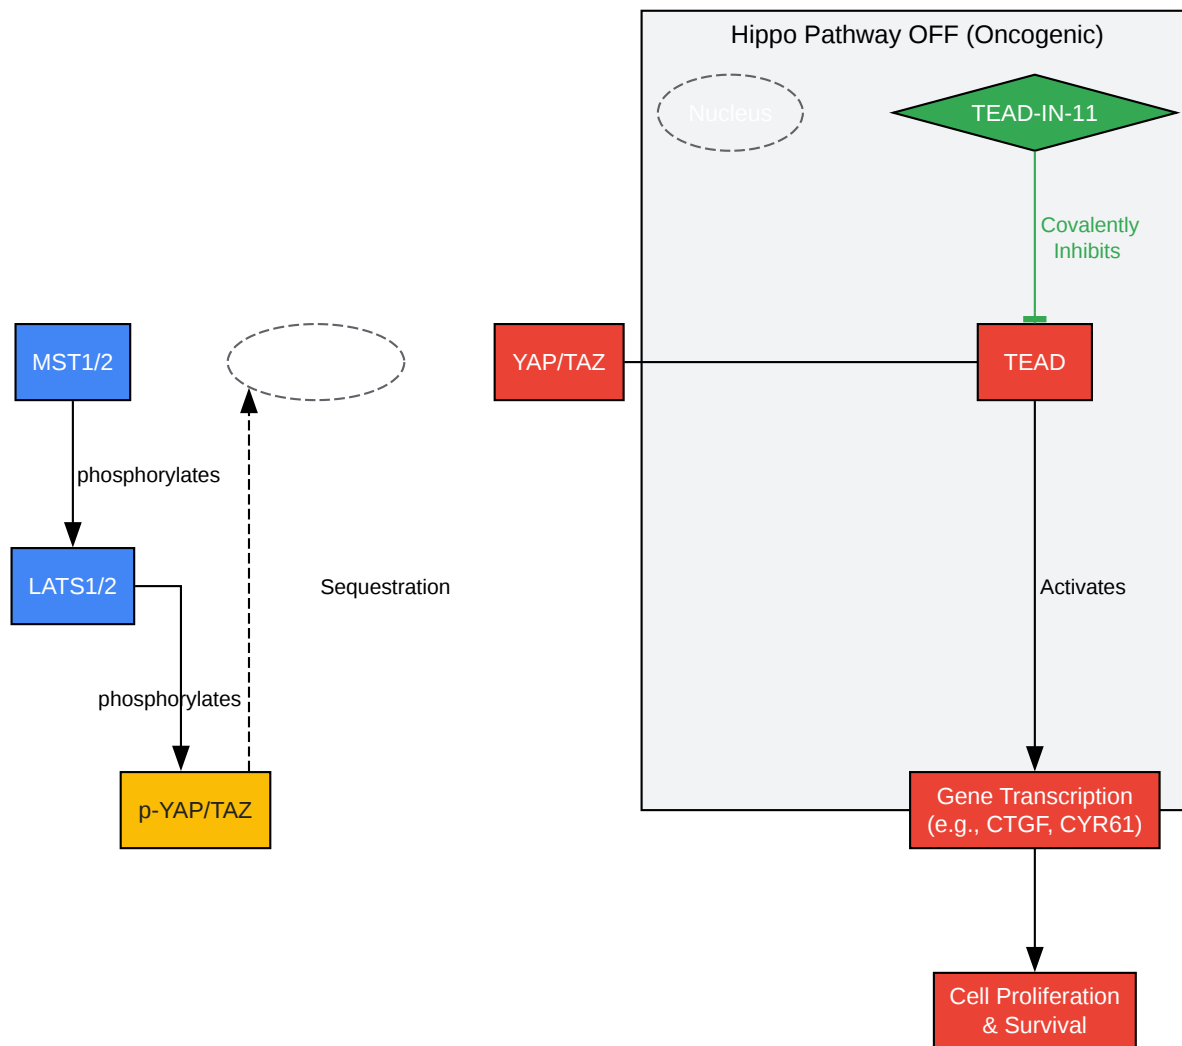 Hippo Pathway OFF (Oncogenic)
Nucleus
TEAD-IN-11
Covalently
Inhibits
MST1/2
YAP/TAZ
TEAD
phosphorylates
LATS1/2
Sequestration
Activates
phosphorylates
p-YAP/TAZ
Gene Transcription
(e.g., CTGF, CYR61)
Cell Proliferation
& Survival